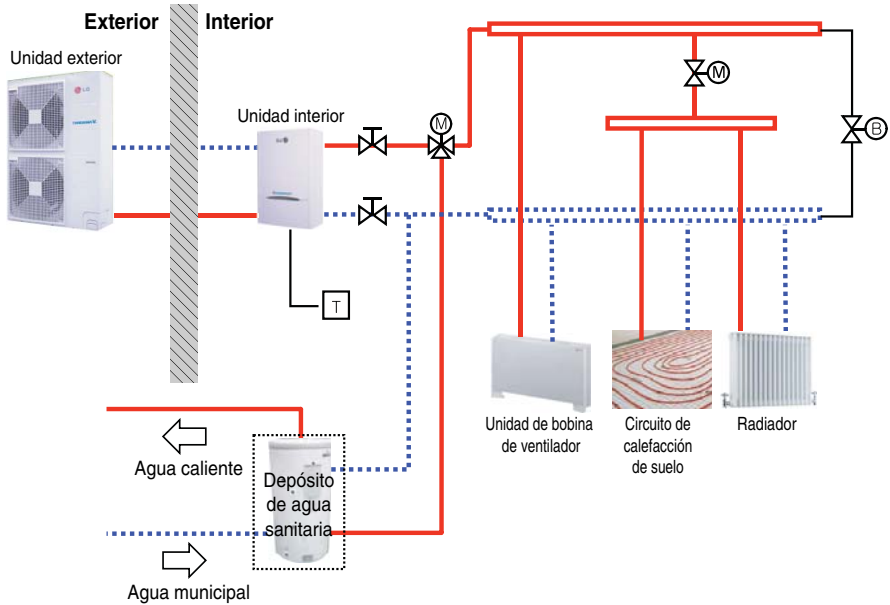 Exterior
Interior
Unidad exterior
LG
Unidad interior
M
M
B
T
Unidad de bobina
de ventilador
Circuito de
calefacción
de suelo
Radiador
Agua caliente
Depósito
de agua
sanitaria
Agua municipal